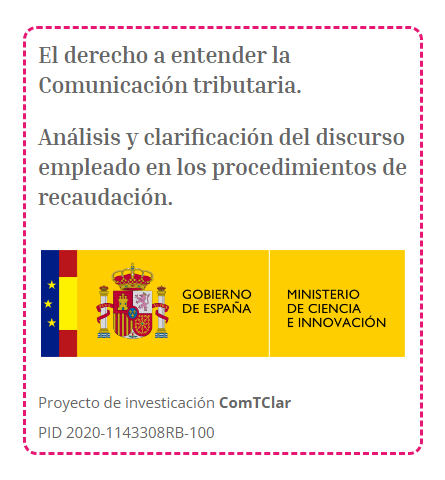 El derecho a entender la
Comunicación tributaria.
Análisis y clarificación del discurso
empleado en los procedimientos de
recaudación.
GOBIERNO
DE ESPAÑA
MINISTERIO
DE CIENCIA
E INNOVACIÓN
Proyecto de investicación ComTClar
PID 2020-1143308RB-100